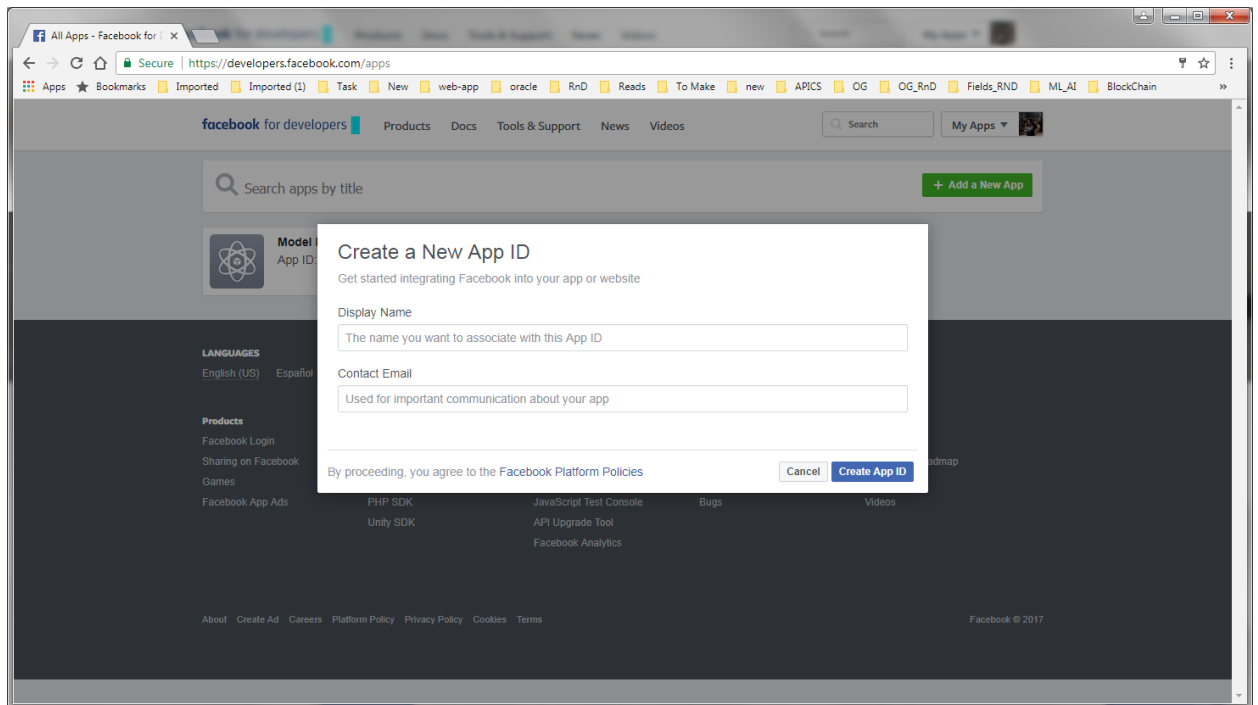 All Apps - Facebook for
Secure | https://developers.facebook.com/apps
Apps Bookmarks Imported Imported (1) Task New web-app oracle RnD Reads To Make new APICS OG OG_RnD Fields_RND ML_AI BlockChain »
facebook for developers Products Docs Tools & Support News Videos Search My Apps
Search apps by title
+ Add a New App
Model
App ID:
Create a New App ID
Get started integrating Facebook into your app or website
Display Name
The name you want to associate with this App ID
Contact Email
Used for important communication about your app
By proceeding, you agree to the Facebook Platform Policies
Cancel Create App ID
LANGUAGES
English (US) Español
Products
Facebook Login
Sharing on Facebook
Games
Facebook App Ads PHP SDK JavaScript Test Console Bugs Videos
Unity SDK API Upgrade Tool
Facebook Analytics
About Create Ad Careers Platform Policy Privacy Policy Cookies Terms Facebook © 2017